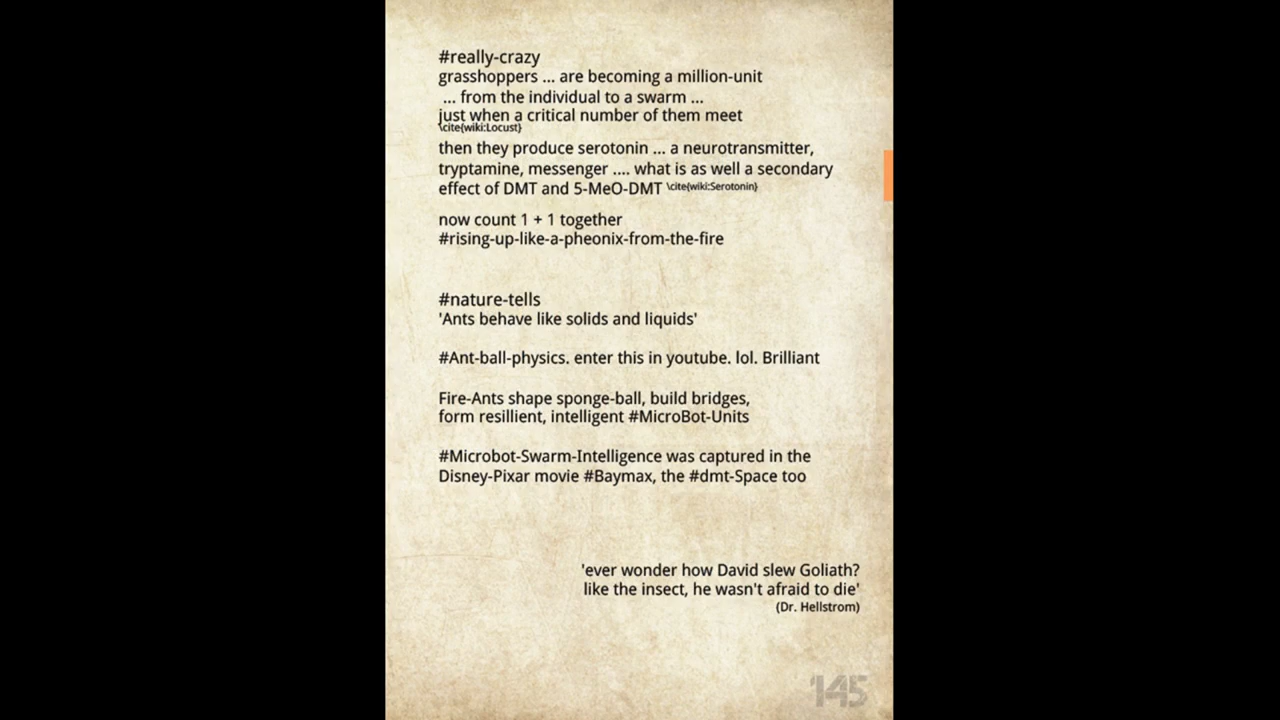 #really-crazy
grasshoppers ... are becoming a million-unit
... from the individual to a swarm ...
just when a critical number of them meet
\cite{wiki:Locust}
then they produce serotonin ... a neurotransmitter,
tryptamine, messenger .... what is as well a secondary
effect of DMT and 5-MeO-DMT \cite{wiki:Serotonin}
now count 1 + 1 together
#rising-up-like-a-pheonix-from-the-fire
#nature-tells
'Ants behave like solids and liquids'
#Ant-ball-physics. enter this in youtube. lol. Brilliant
Fire-Ants shape sponge-ball, build bridges,
form resillient, intelligent #MicroBot-Units
#Microbot-Swarm-Intelligence was captured in the
Disney-Pixar movie #Baymax, the #dmt-Space too
'ever wonder how David slew Goliath?
like the insect, he wasn't afraid to die'
(Dr. Hellstrom)
145